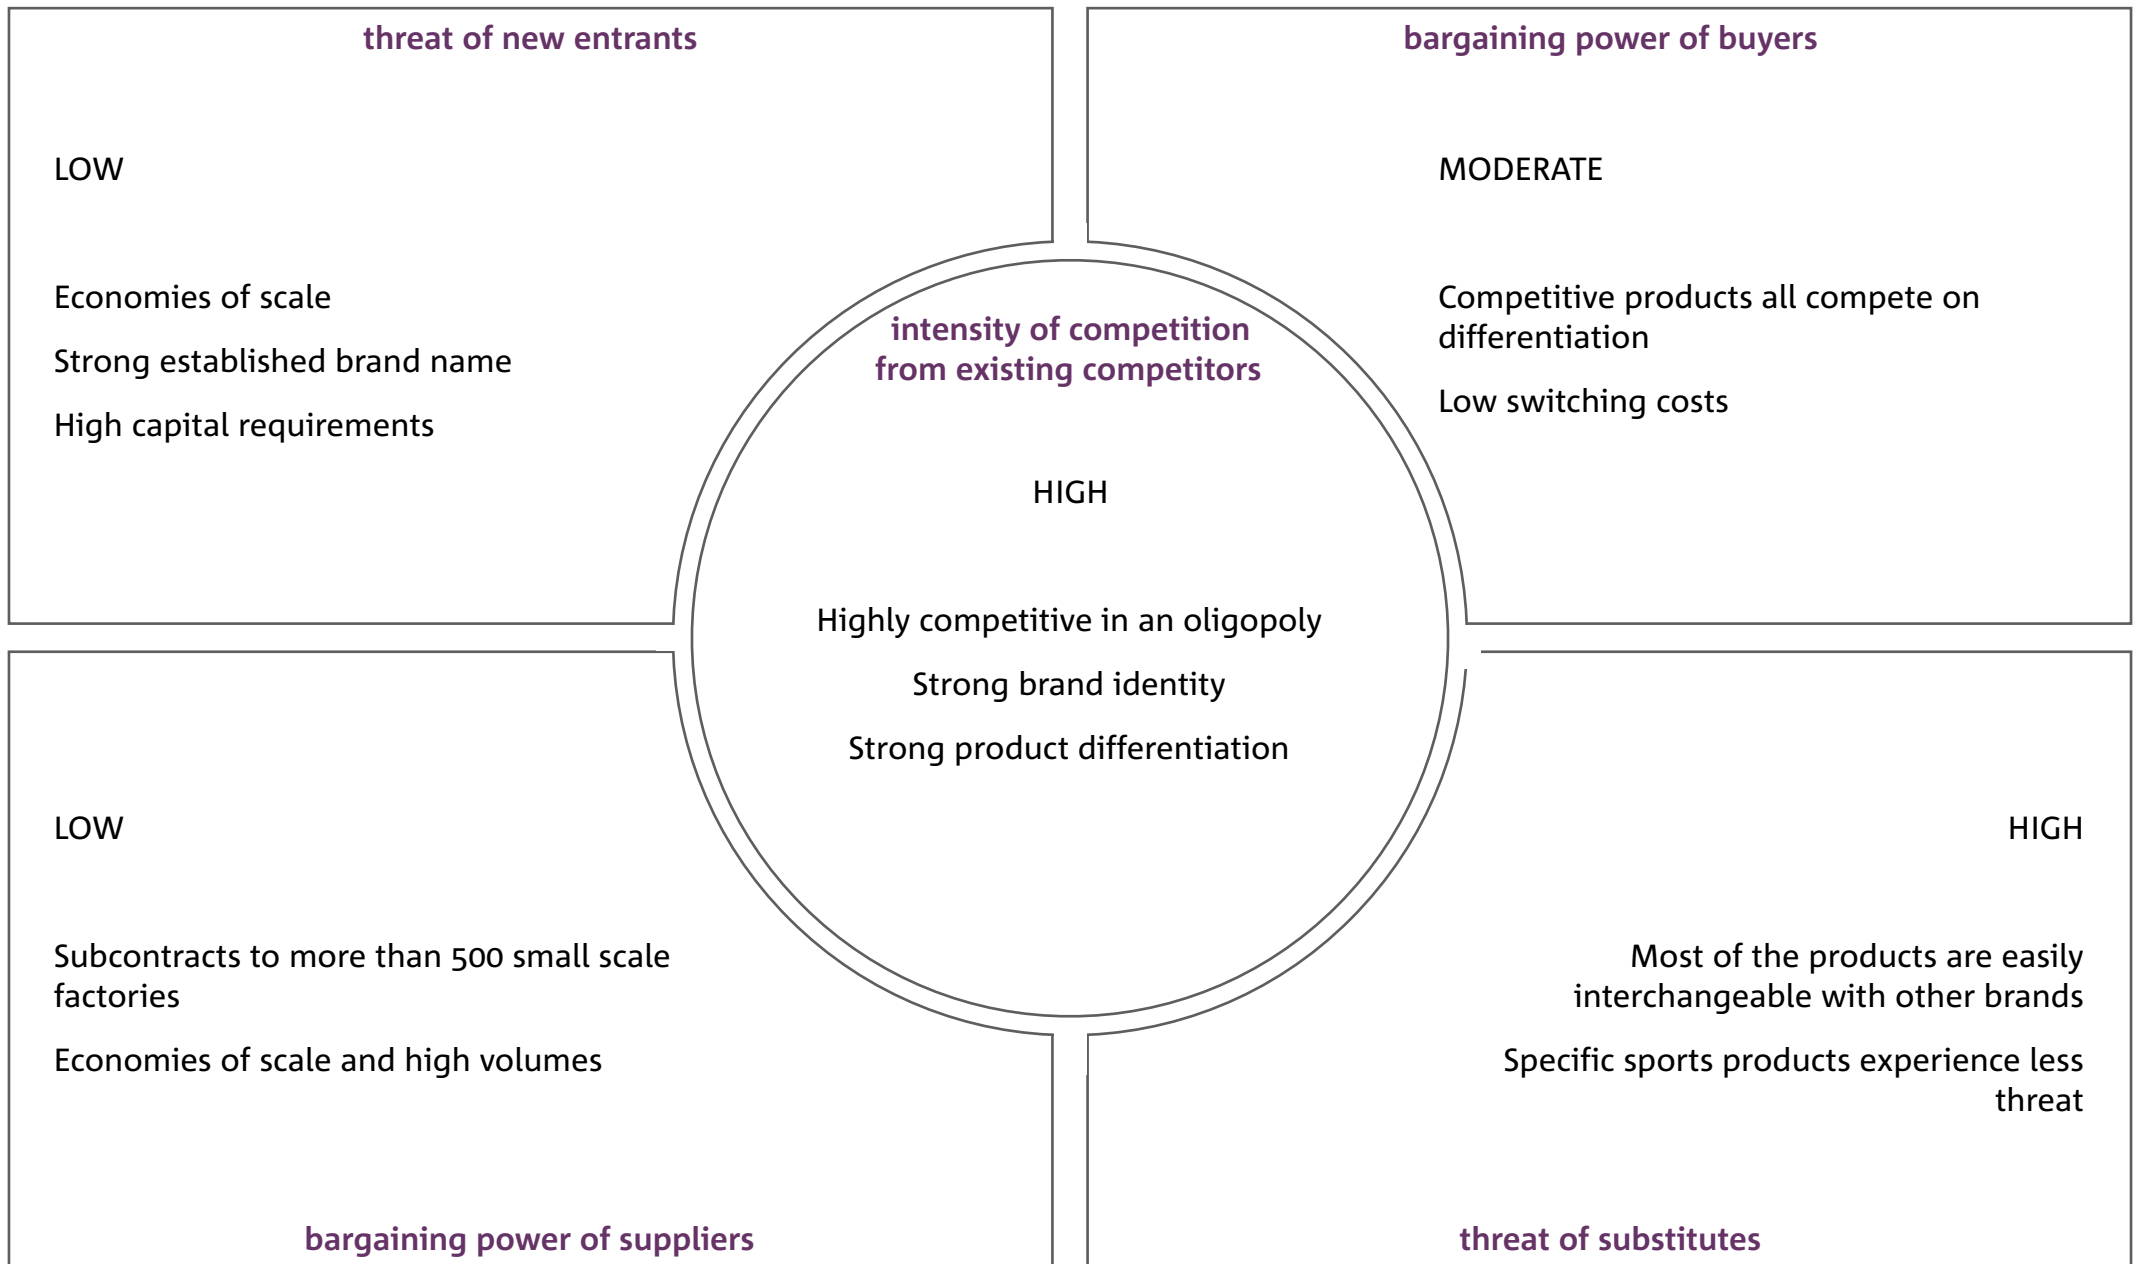 threat of new entrants
LOW
Economies of scale
Strong established brand name
High capital requirements
bargaining power of buyers
MODERATE
Competitive products all compete on
differentiation
Low switching costs
intensity of competition
from existing competitors
HIGH
Highly competitive in an oligopoly
Strong brand identity
Strong product differentiation
LOW
Subcontracts to more than 500 small scale
factories
Economies of scale and high volumes
bargaining power of suppliers
HIGH
Most of the products are easily
interchangeable with other brands
Specific sports products experience less
threat
threat of substitutes